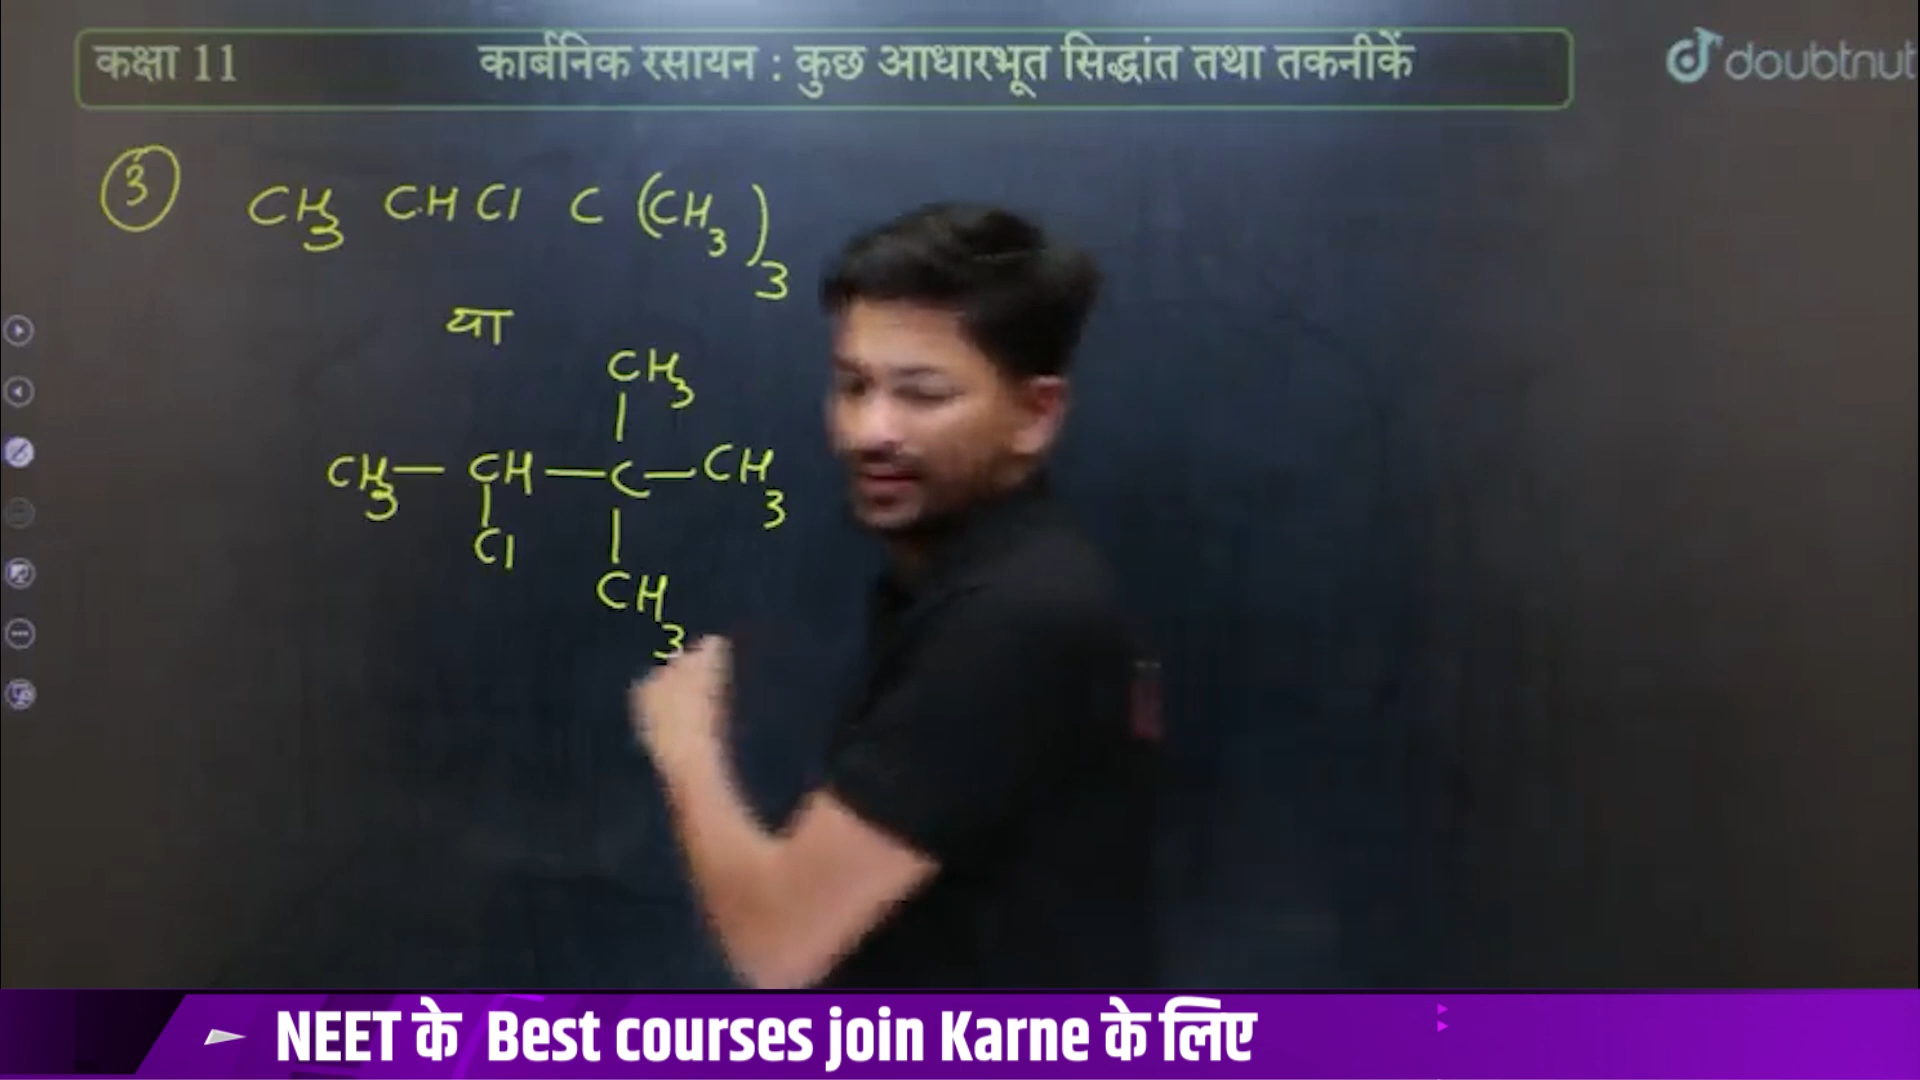 कक्षा 11 कार्बनिक रसायन : कुछ आधारभूत सिद्धांत तथा तकनीकें
doubtnut
3 CH3 CHCl C (CH3)3
या
CH3
CH3— CH—C—CH3
Cl
CH3
NEET के Best courses join Karne के लिए